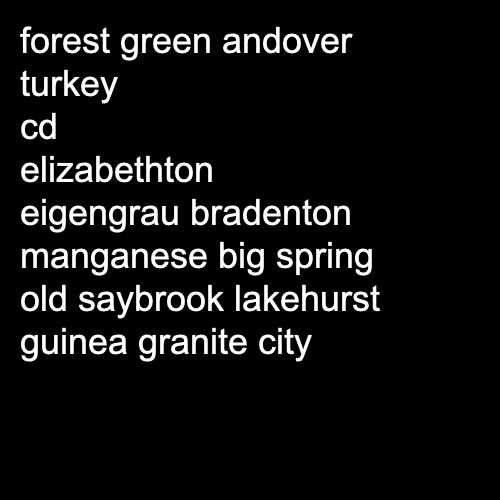 forest green andover
turkey
cd
elizabethton
eigengrau bradenton
manganese big spring
old saybrook lakehurst
guinea granite city